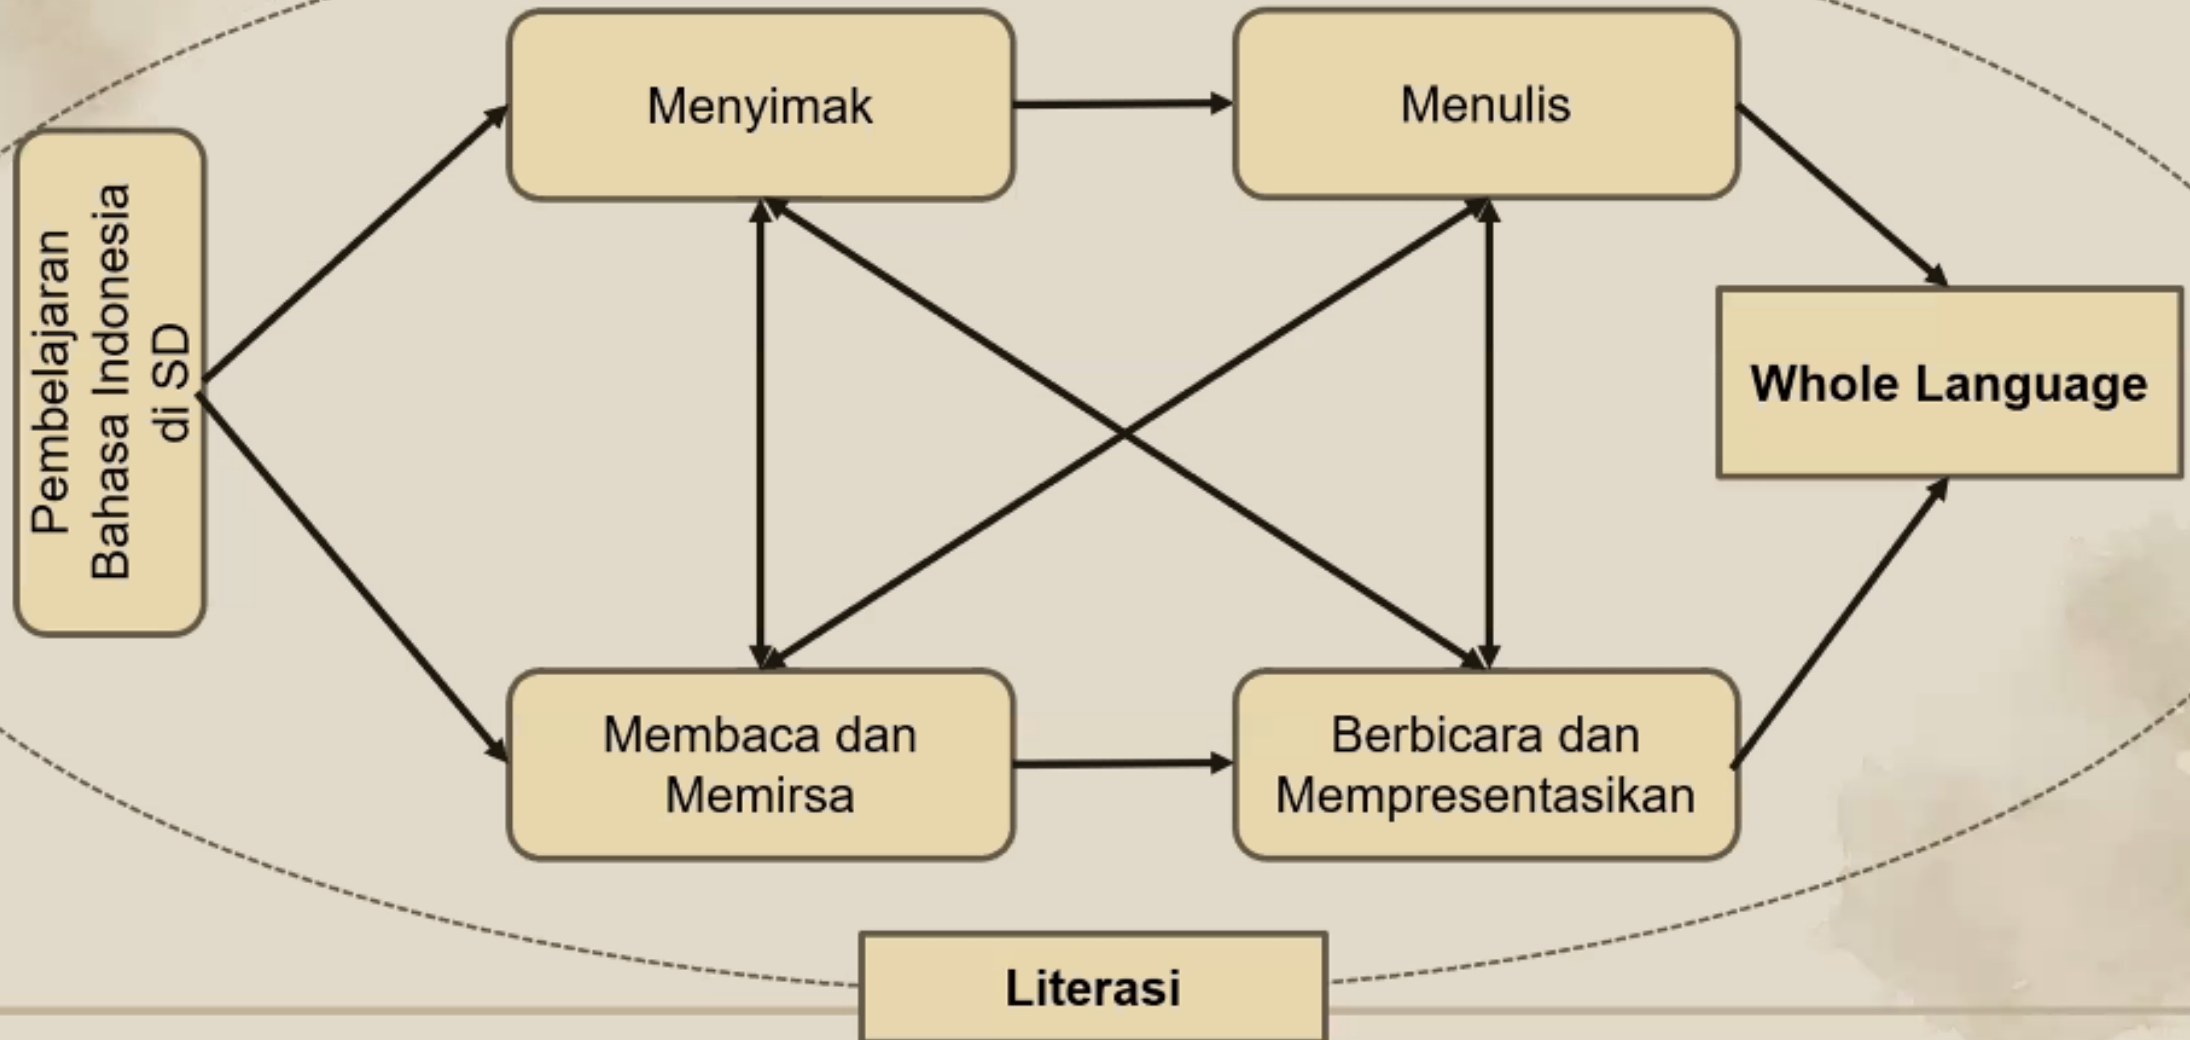 Menyimak
Menulis
Pembelajaran
Bahasa Indonesia
di SD
Whole Language
Membaca dan
Memirsa
Berbicara dan
Mempresentasikan
Literasi